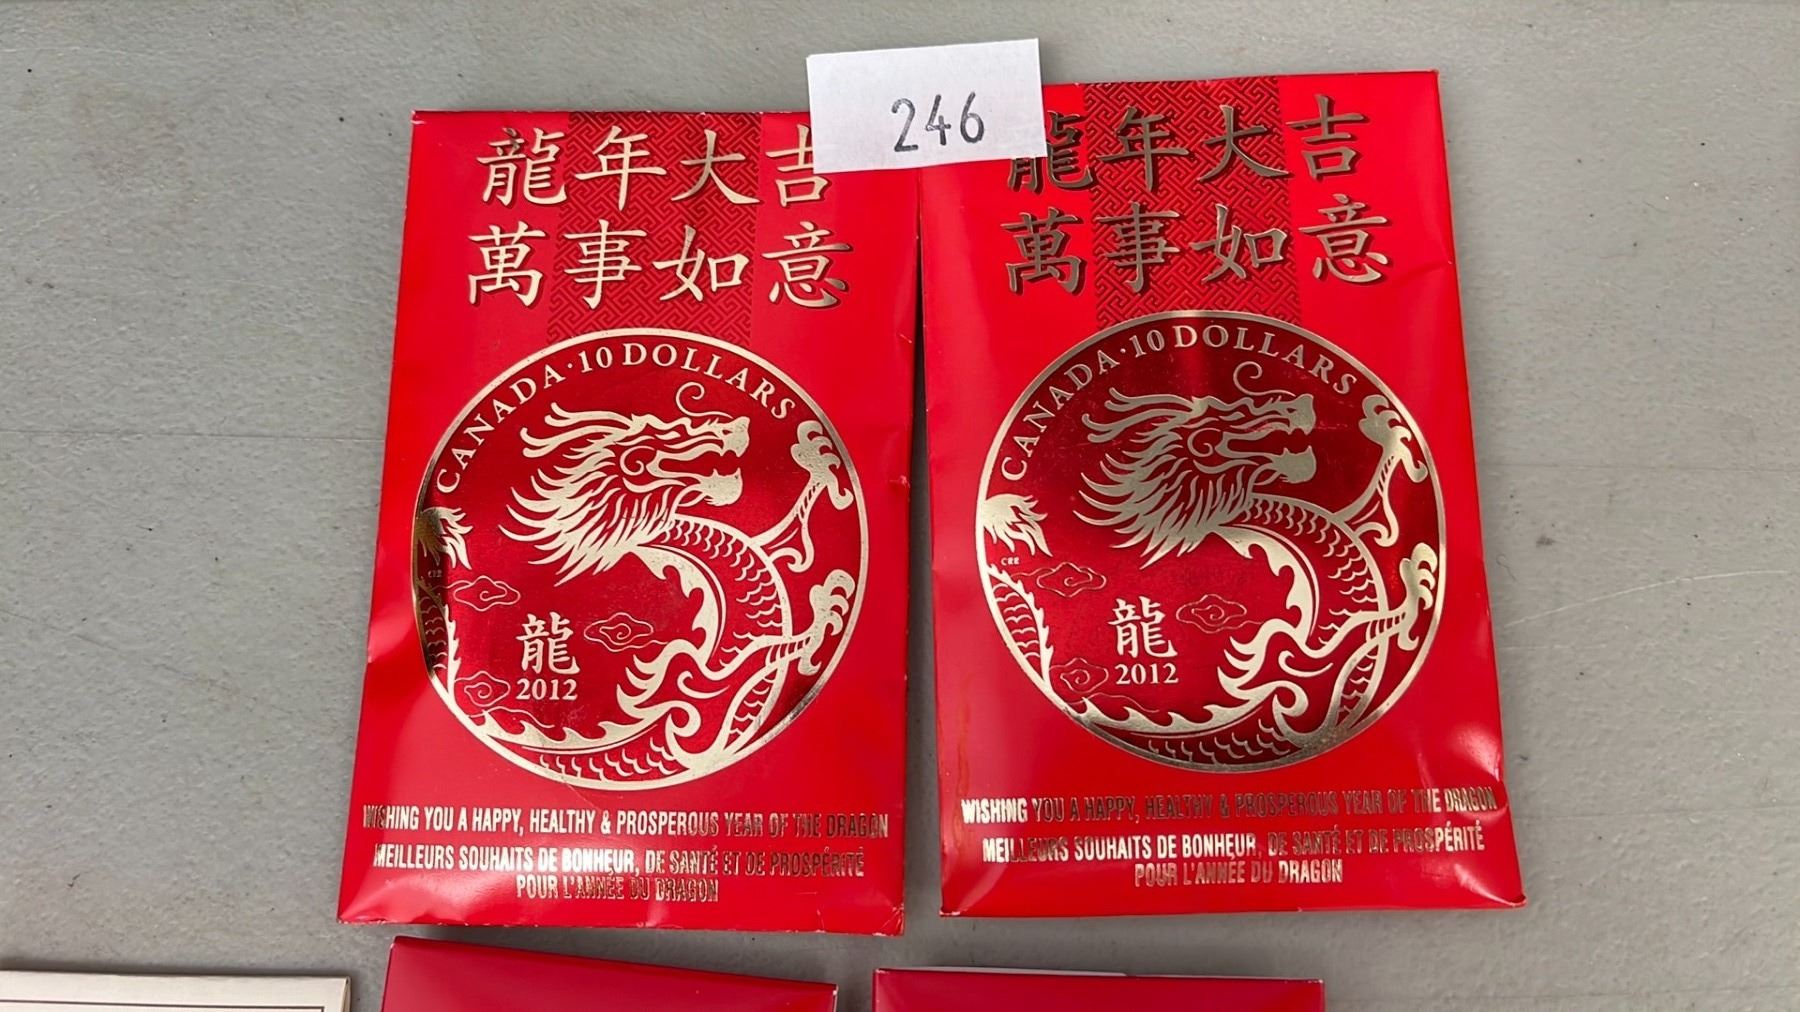 246
龍年大吉
萬事如意
CANADA·10 DOLLARS
CRR
龍
2012
WISHING YOU A HAPPY, HEALTHY & PROSPEROUS YEAR OF THE DRAGON
MEILLEURS SOUHAITS DE BONHEUR, DE SANTÉ ET DE PROSPÉRITÉ
POUR L'ANNÉE DU DRAGON
龍年大吉
萬事如意
CANADA·10 DOLLARS
CRR
龍
2012
WISHING YOU A HAPPY, HEALTHY & PROSPEROUS YEAR OF THE DRAGON
MEILLEURS SOUHAITS DE BONHEUR, DE SANTÉ ET DE PROSPÉRITÉ
POUR L'ANNÉE DU DRAGON